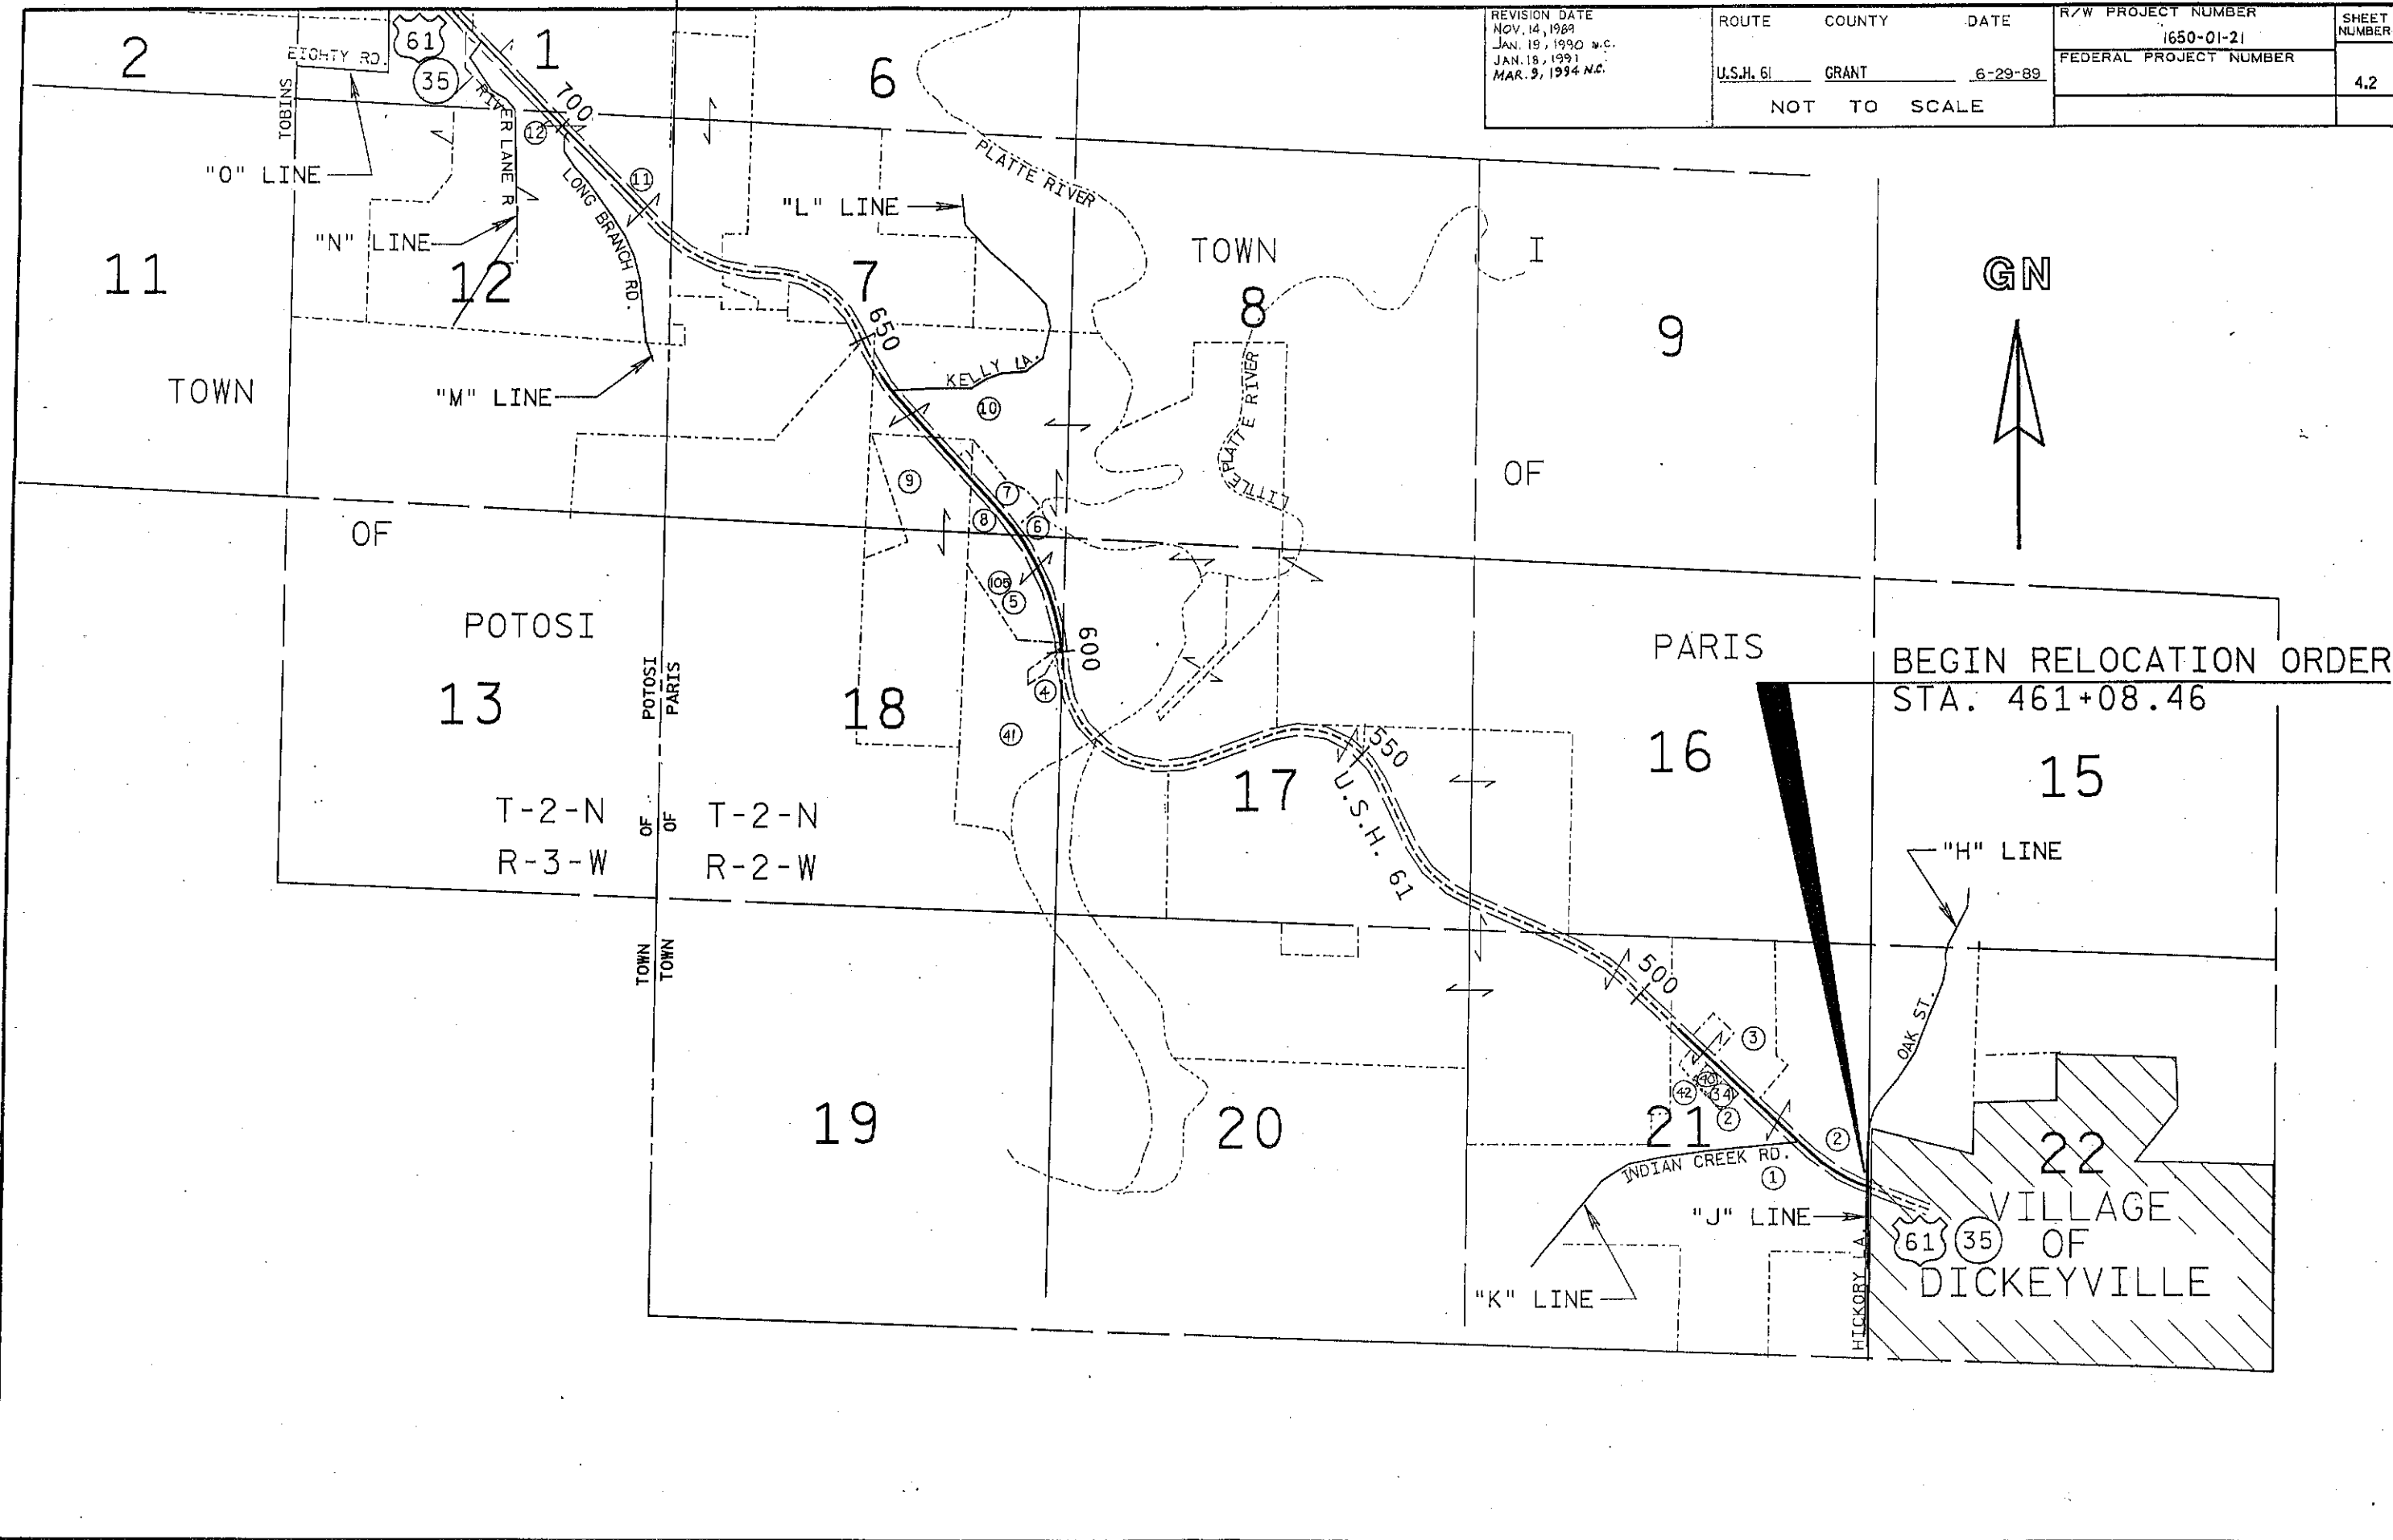 REVISION DATE
NOV. 14, 1989
JAN. 19, 1990 N.C.
JAN. 18, 1991
MAR. 9, 1994 N.C.
ROUTE COUNTY DATE
U.S.H. 61 GRANT 6-29-89
NOT TO SCALE
R/W PROJECT NUMBER
1650-01-21
FEDERAL PROJECT NUMBER
SHEET
NUMBER
4.2
2
EIGHTY RD.
61
35
1
6
700
TOBINS
RIVER LANE R
12
11
LONG BRANCH RD.
"O" LINE
"N" LINE
"L" LINE
PLATTE RIVER
TOWN
I
11
12
7
8
9
GN
650
KELLY LA.
10
"M" LINE
TOWN
LITTLE PLATTE RIVER
OF
9
7
8
6
OF
105
5
POTOSI
600
PARIS
BEGIN RELOCATION ORDER
STA. 461+08.46
POTOSI
PARIS
13
18
4
41
550
16
15
17
U.S.H. 61
T-2-N
R-3-W
OF
OF
T-2-N
R-2-W
"H" LINE
TOWN
TOWN
500
OAK ST.
3
40
42
34
2
19
20
21
2
22
INDIAN CREEK RD.
1
"J" LINE
VILLAGE
OF
DICKEYVILLE
61
35
"K" LINE
HICKORY LA.